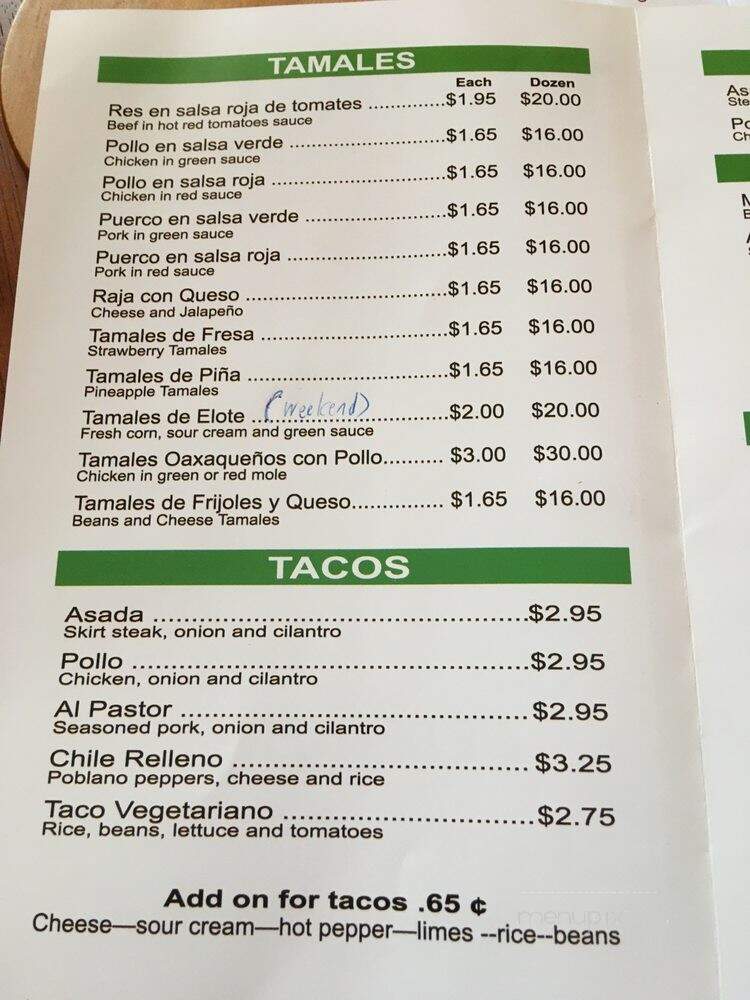 TAMALES
Each Dozen
Res en salsa roja de tomates ..............$1.95 $20.00
Beef in hot red tomatoes sauce
Pollo en salsa verde ............................$1.65 $16.00
Chicken in green sauce
Pollo en salsa roja ...............................$1.65 $16.00
Chicken in red sauce
Puerco en salsa verde .........................$1.65 $16.00
Pork in green sauce
Puerco en salsa roja ............................$1.65 $16.00
Pork in red sauce
Raja con Queso ...................................$1.65 $16.00
Cheese and Jalapeño
Tamales de Fresa ................................$1.65 $16.00
Strawberry Tamales
Tamales de Piña ..................................$1.65 $16.00
Pineapple Tamales
Tamales de Elote (weekend) ..................................$2.00 $20.00
Fresh corn, sour cream and green sauce
Tamales Oaxaqueños con Pollo.......... $3.00 $30.00
Chicken in green or red mole
Tamales de Frijoles y Queso................ $1.65 $16.00
Beans and Cheese Tamales
TACOS
Asada ..................................................$2.95
Skirt steak, onion and cilantro
Pollo .....................................................$2.95
Chicken, onion and cilantro
Al Pastor .............................................. $2.95
Seasoned pork, onion and cilantro
Chile Relleno ....................................... $3.25
Poblano peppers, cheese and rice
Taco Vegetariano .................................$2.75
Rice, beans, lettuce and tomatoes
Add on for tacos .65 ¢
Cheese—sour cream—hot pepper—limes --rice--beans